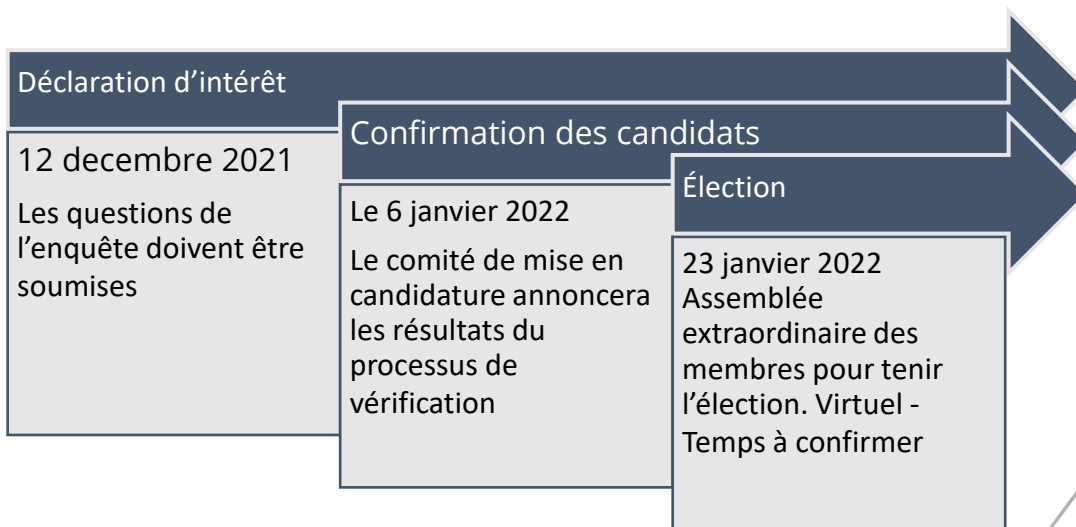 Déclaration d'intérêt
12 decembre 2021
Les questions de
l'enquête doivent être
soumises
Confirmation des candidats
Le 6 janvier 2022
Le comité de mise en
candidature annoncera
les résultats du
processus de
vérification
Élection
23 janvier 2022
Assemblée
extraordinaire des
membres pour tenir
l'élection. Virtuel -
Temps à confirmer